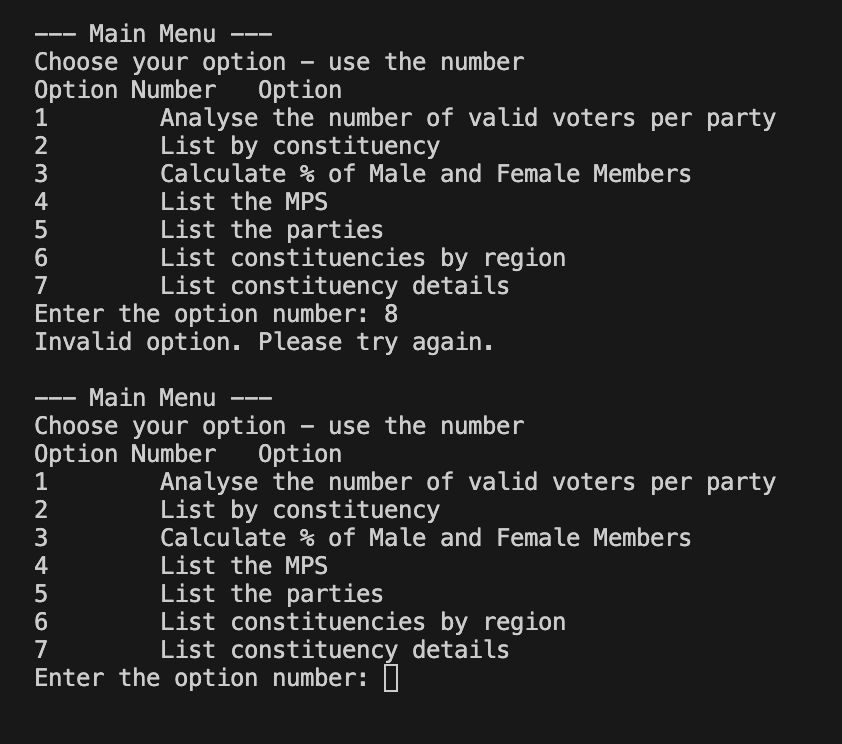 --- Main Menu ---
Choose your option - use the number
Option Number   Option
1        Analyse the number of valid voters per party
2        List by constituency
3        Calculate % of Male and Female Members
4        List the MPS
5        List the parties
6        List constituencies by region
7        List constituency details
Enter the option number: 8
Invalid option. Please try again.

--- Main Menu ---
Choose your option - use the number
Option Number   Option
1        Analyse the number of valid voters per party
2        List by constituency
3        Calculate % of Male and Female Members
4        List the MPS
5        List the parties
6        List constituencies by region
7        List constituency details
Enter the option number: